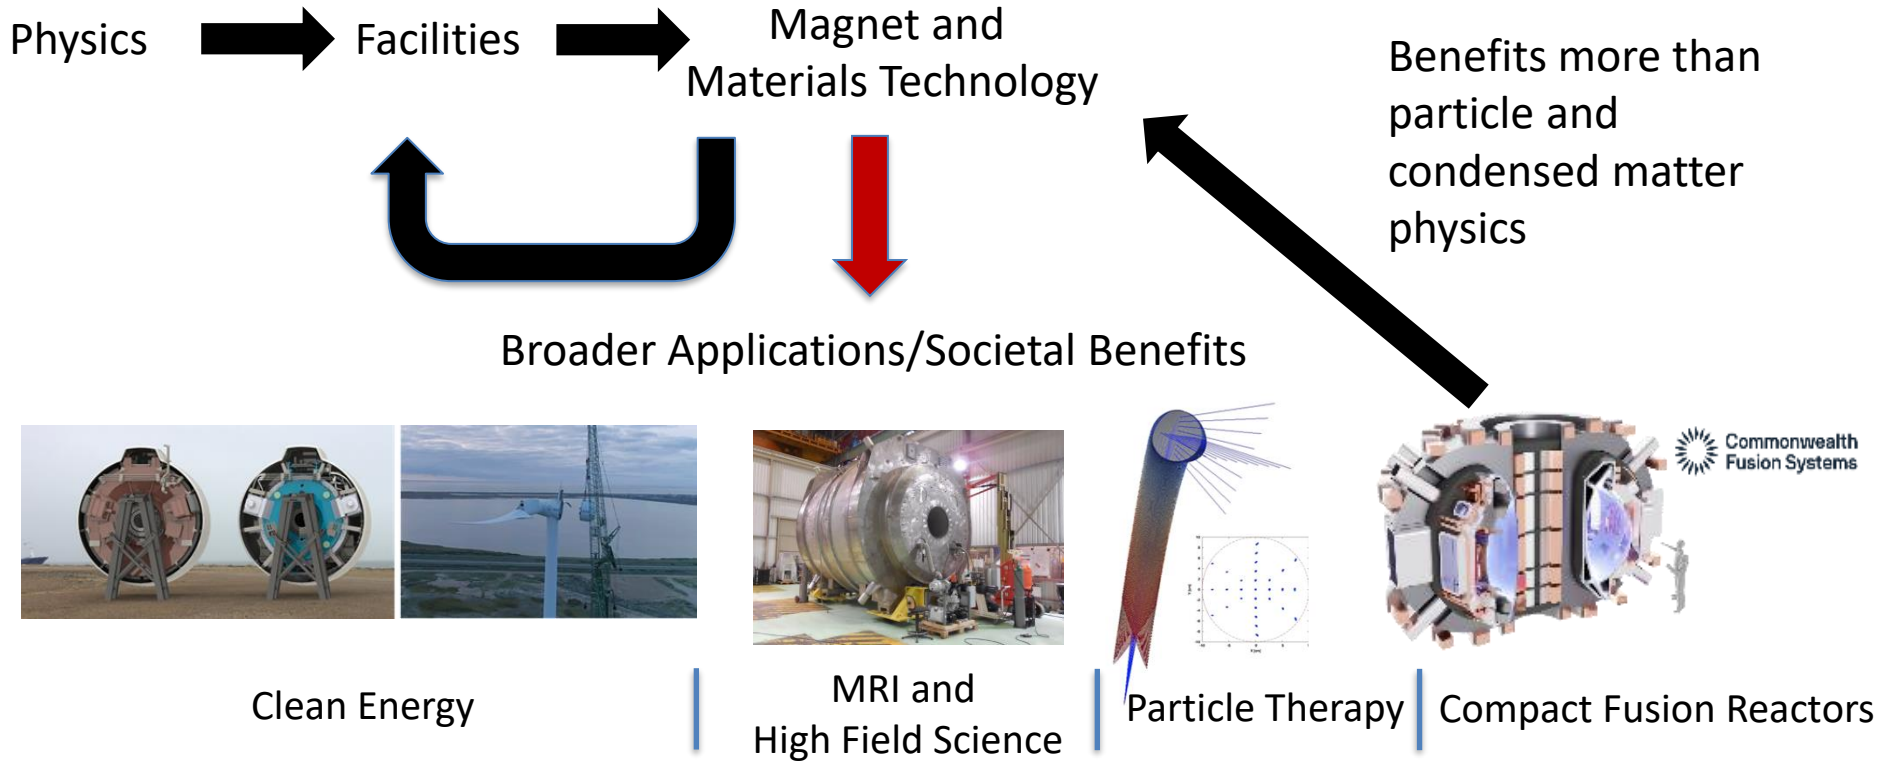 Physics
Facilities
Magnet and
Materials Technology
Benefits more than
particle and
condensed matter
physics
Broader Applications/Societal Benefits
Commonwealth
Fusion Systems
Clean Energy
MRI and
High Field Science
Particle Therapy
Compact Fusion Reactors